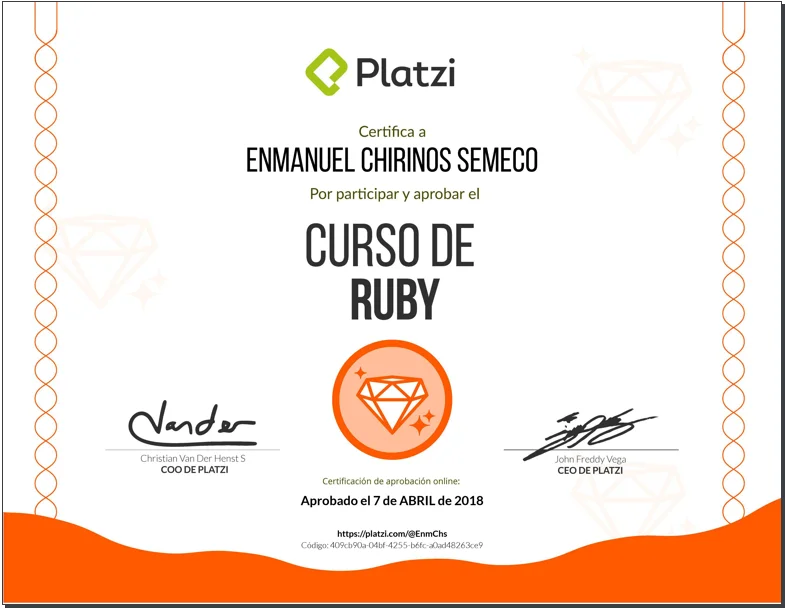 Platzi
Certifica a
ENMANUEL CHIRINOS SEMECO
Por participar y aprobar el
CURSO DE
RUBY
Vander
Christian Van Der Henst S
COO DE PLATZI
John Freddy Vega
CEO DE PLATZI
Certificación de aprobación online:
Aprobado el 7 de ABRIL de 2018
https://platzi.com/@EnmChs
Código: 409cb90a-04bf-4255-b6fc-a0ad48263ce9